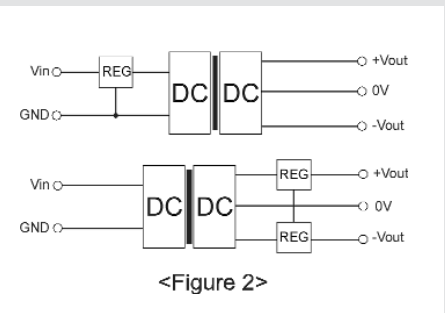 +Vout
Vin REG
DC DC 0V
GND
-Vout
Vin REG +Vout
DC DC 0V
GND REG -Vout
<Figure 2>